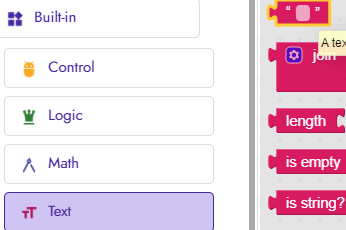 Built-in
Control
Logic
Math
Text
“ ”
A tex
join
length
is empty
is string?